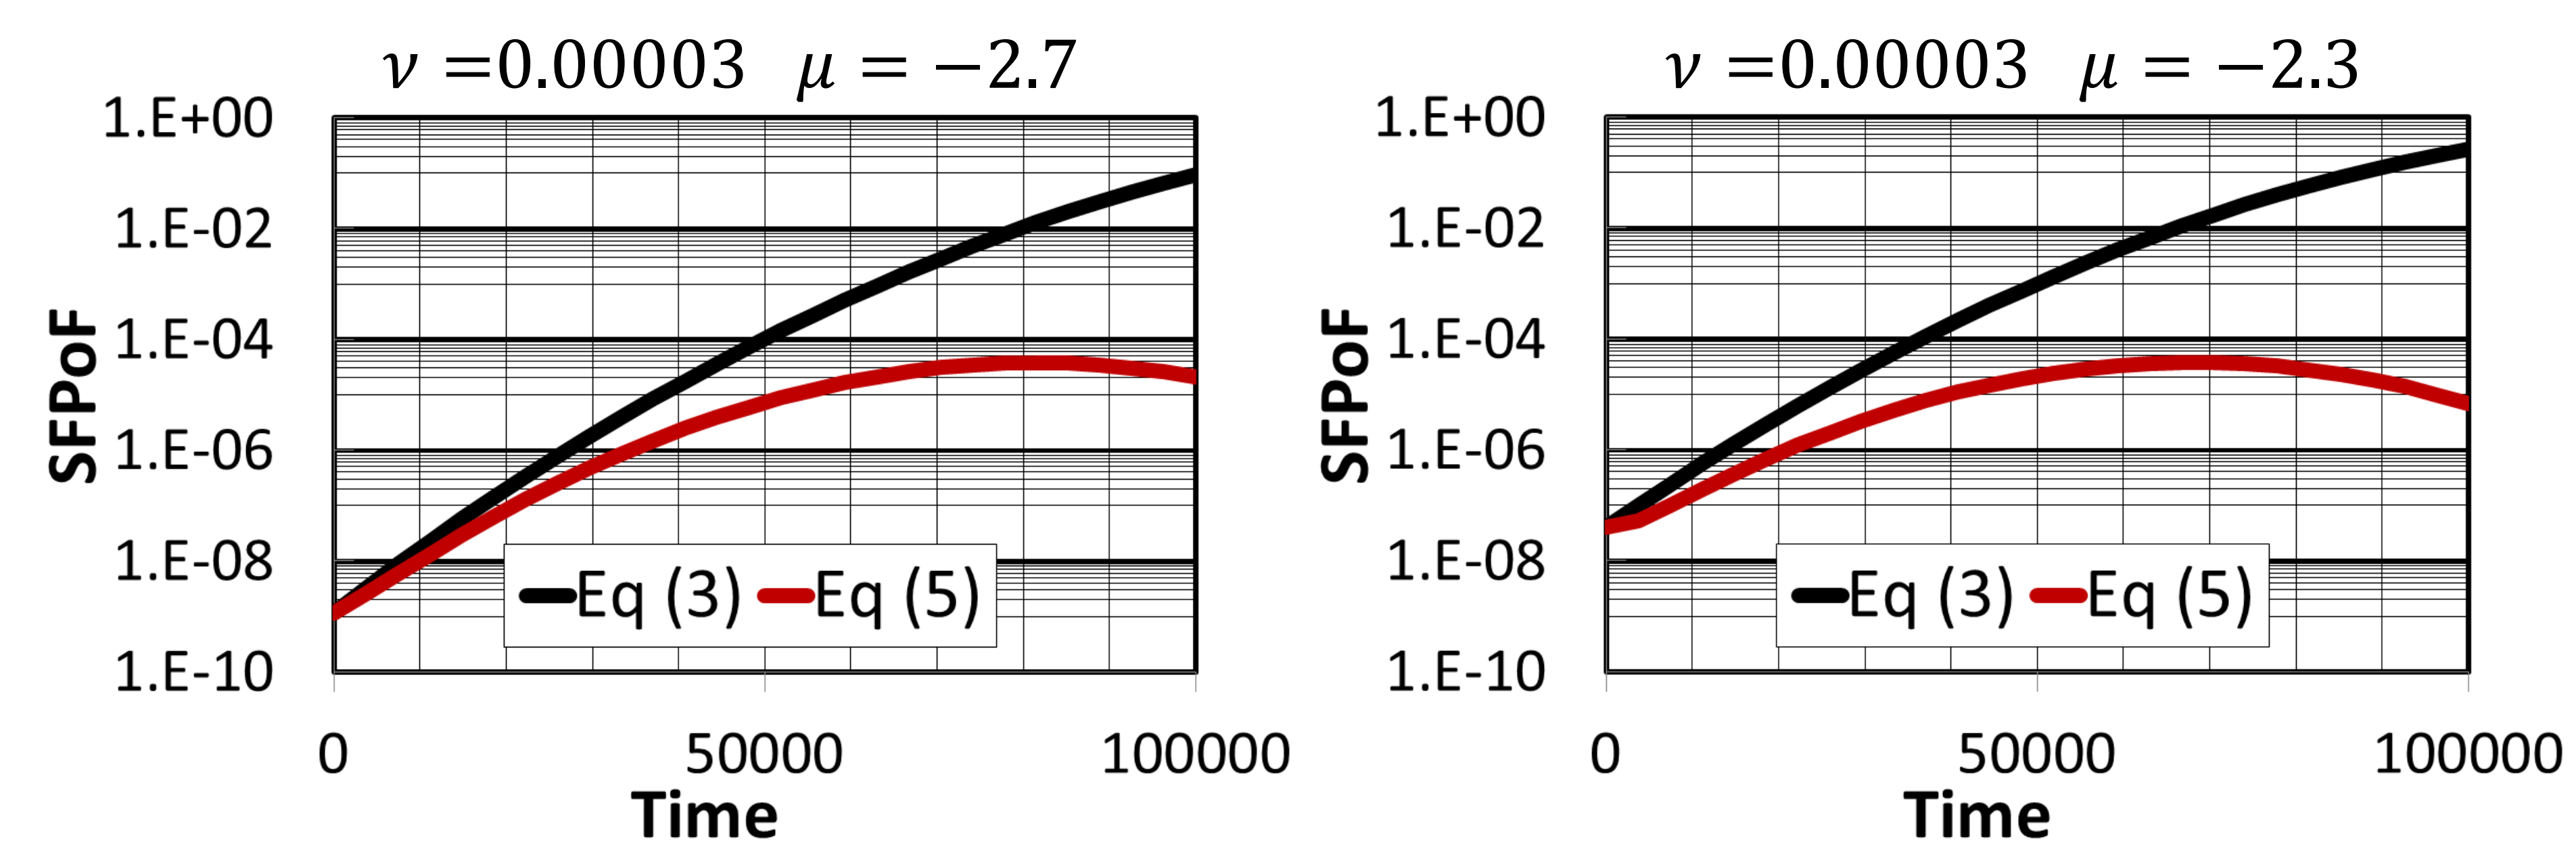 ν =0.00003 μ = −2.7
1.E+00
1.E-02
1.E-04
1.E-06
1.E-08
1.E-10
SFPoF
Eq (3) Eq (5)
0 50000 100000
Time
ν =0.00003 μ = −2.3
1.E+00
1.E-02
1.E-04
1.E-06
1.E-08
1.E-10
SFPoF
Eq (3) Eq (5)
0 50000 100000
Time